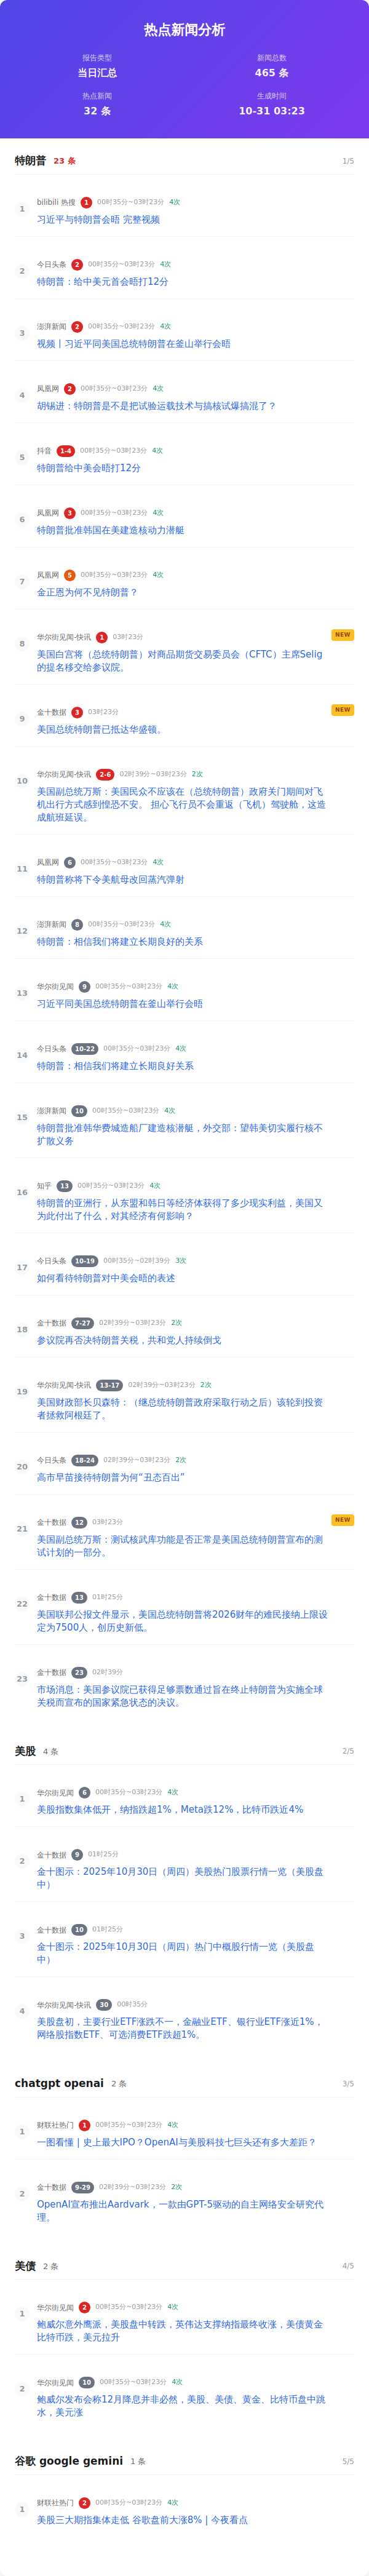 热点新闻分析
报告类型
新闻总数
当日汇总
465 条
热点新闻
生成时间
32 条
10-31 03:23
特朗普 23 条 1/5
1
bilibili 热搜 1 00时35分~03时23分 4次
习近平与特朗普会晤 完整视频
2
今日头条 2 00时35分~03时23分 4次
特朗普：给中美元首会晤打12分
3
澎湃新闻 2 00时35分~03时23分 4次
视频丨习近平同美国总统特朗普在釜山举行会晤
4
凤凰网 2 00时35分~03时23分 4次
胡锡进：特朗普是不是把试验运载技术与搞核试爆搞混了？
5
抖音 1-4 00时35分~03时23分 4次
特朗普给中美会晤打12分
6
凤凰网 3 00时35分~03时23分 4次
特朗普批准韩国在美建造核动力潜艇
7
凤凰网 5 00时35分~03时23分 4次
金正恩为何不见特朗普？
8
华尔街见闻-快讯 1 03时23分 NEW
美国白宫将（总统特朗普）对商品期货交易委员会（CFTC）主席Selig
的提名移交给参议院。
9
金十数据 3 03时23分 NEW
美国总统特朗普已抵达华盛顿。
10
华尔街见闻-快讯 2-6 02时39分~03时23分 2次
美国副总统万斯：美国民众不应该在（总统特朗普）政府关门期间对飞
机出行方式感到惶恐不安。 担心飞行员不会重返（飞机）驾驶舱，这造
成航班延误。
11
凤凰网 6 00时35分~03时23分 4次
特朗普称将下令美航母改回蒸汽弹射
12
澎湃新闻 8 00时35分~03时23分 4次
特朗普：相信我们将建立长期良好的关系
13
华尔街见闻 9 00时35分~03时23分 4次
习近平同美国总统特朗普在釜山举行会晤
14
今日头条 10-22 00时35分~03时23分 4次
特朗普：相信我们将建立长期良好关系
15
澎湃新闻 10 00时35分~03时23分 4次
特朗普批准韩华费城造船厂建造核潜艇，外交部：望韩美切实履行核不
扩散义务
16
知乎 13 00时35分~03时23分 4次
特朗普的亚洲行，从东盟和韩日等经济体获得了多少现实利益，美国又
为此付出了什么，对其经济有何影响？
17
今日头条 10-19 00时35分~02时39分 3次
如何看待特朗普对中美会晤的表述
18
金十数据 7-27 02时39分~03时23分 2次
参议院再否决特朗普关税，共和党人持续倒戈
19
华尔街见闻-快讯 13-17 02时39分~03时23分 2次
美国财政部长贝森特：（继总统特朗普政府采取行动之后）该轮到投资
者拯救阿根廷了。
20
今日头条 18-24 02时39分~03时23分 2次
高市早苗接待特朗普为何“丑态百出”
21
金十数据 12 03时23分 NEW
美国副总统万斯：测试核武库功能是否正常是美国总统特朗普宣布的测
试计划的一部分。
22
金十数据 13 01时25分
美国联邦公报文件显示，美国总统特朗普将2026财年的难民接纳上限设
定为7500人，创历史新低。
23
金十数据 23 02时39分
市场消息：美国参议院已获得足够票数通过旨在终止特朗普为实施全球
关税而宣布的国家紧急状态的决议。
美股 4 条 2/5
1
华尔街见闻 6 00时35分~03时23分 4次
美股指数集体低开，纳指跌超1%，Meta跌12%，比特币跌近4%
2
金十数据 9 01时25分
金十图示：2025年10月30日（周四）美股热门股票行情一览（美股盘
中）
3
金十数据 10 01时25分
金十图示：2025年10月30日（周四）热门中概股行情一览（美股盘
中）
4
华尔街见闻-快讯 30 00时35分
美股盘初，主要行业ETF涨跌不一，金融业ETF、银行业ETF涨近1%，
网络股指数ETF、可选消费ETF跌超1%。
chatgpt openai 2 条 3/5
1
财联社热门 1 00时35分~03时23分 4次
一图看懂 | 史上最大IPO？OpenAI与美股科技七巨头还有多大差距？
2
金十数据 9-29 02时39分~03时23分 2次
OpenAI宣布推出Aardvark，一款由GPT-5驱动的自主网络安全研究代
理。
美债 2 条 4/5
1
华尔街见闻 2 00时35分~03时23分 4次
鲍威尔意外鹰派，美股盘中转跌，英伟达支撑纳指最终收涨，美债黄金
比特币跌，美元拉升
2
华尔街见闻 10 00时35分~03时23分 4次
鲍威尔发布会称12月降息并非必然，美股、美债、黄金、比特币盘中跳
水，美元涨
谷歌 google gemini 1 条 5/5
1
财联社热门 2 00时35分~03时23分 4次
美股三大期指集体走低 谷歌盘前大涨8% | 今夜看点